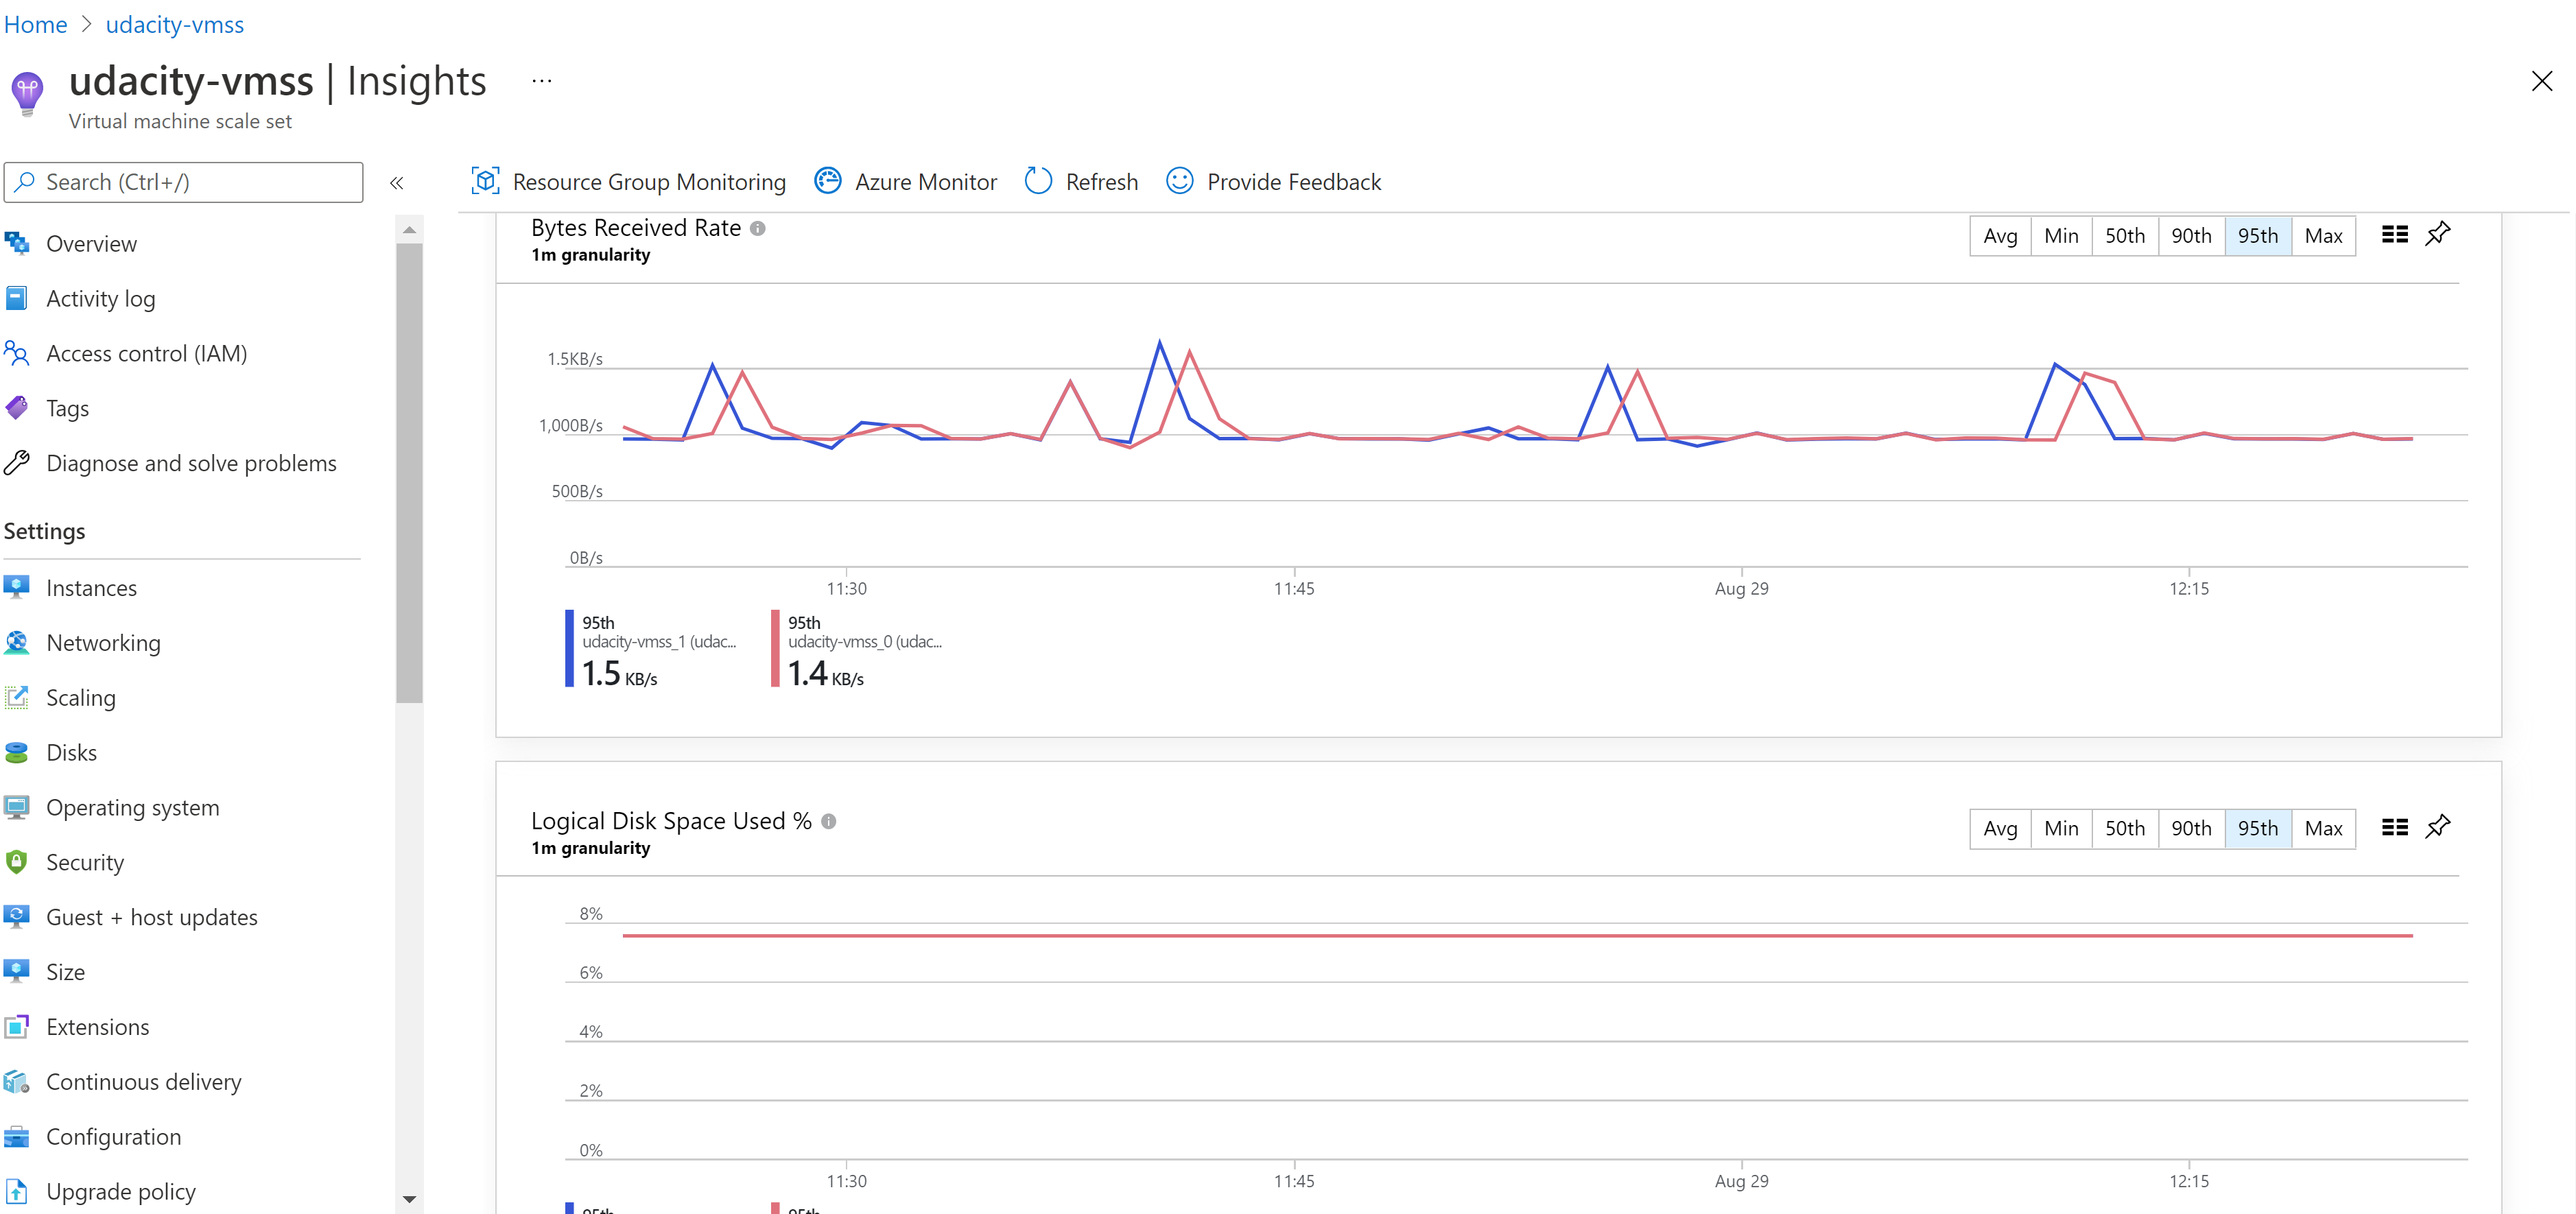 Home > udacity-vmss
udacity-vmss | Insights ...
Virtual machine scale set
Search (Ctrl+/)
«
Resource Group Monitoring
Azure Monitor
Refresh
Provide Feedback
Overview
Activity log
Access control (IAM)
Tags
Diagnose and solve problems
Settings
Instances
Networking
Scaling
Disks
Operating system
Security
Guest + host updates
Size
Extensions
Continuous delivery
Configuration
Upgrade policy
Bytes Received Rate
1m granularity
Avg Min 50th 90th 95th Max
1.5KB/s
1,000B/s
500B/s
0B/s
11:30 11:45 Aug 29 12:15
95th
udacity-vmss_1 (udac...
1.5 KB/s
95th
udacity-vmss_0 (udac...
1.4 KB/s
Logical Disk Space Used %
1m granularity
Avg Min 50th 90th 95th Max
8%
6%
4%
2%
0%
11:30 11:45 Aug 29 12:15
95th 95th